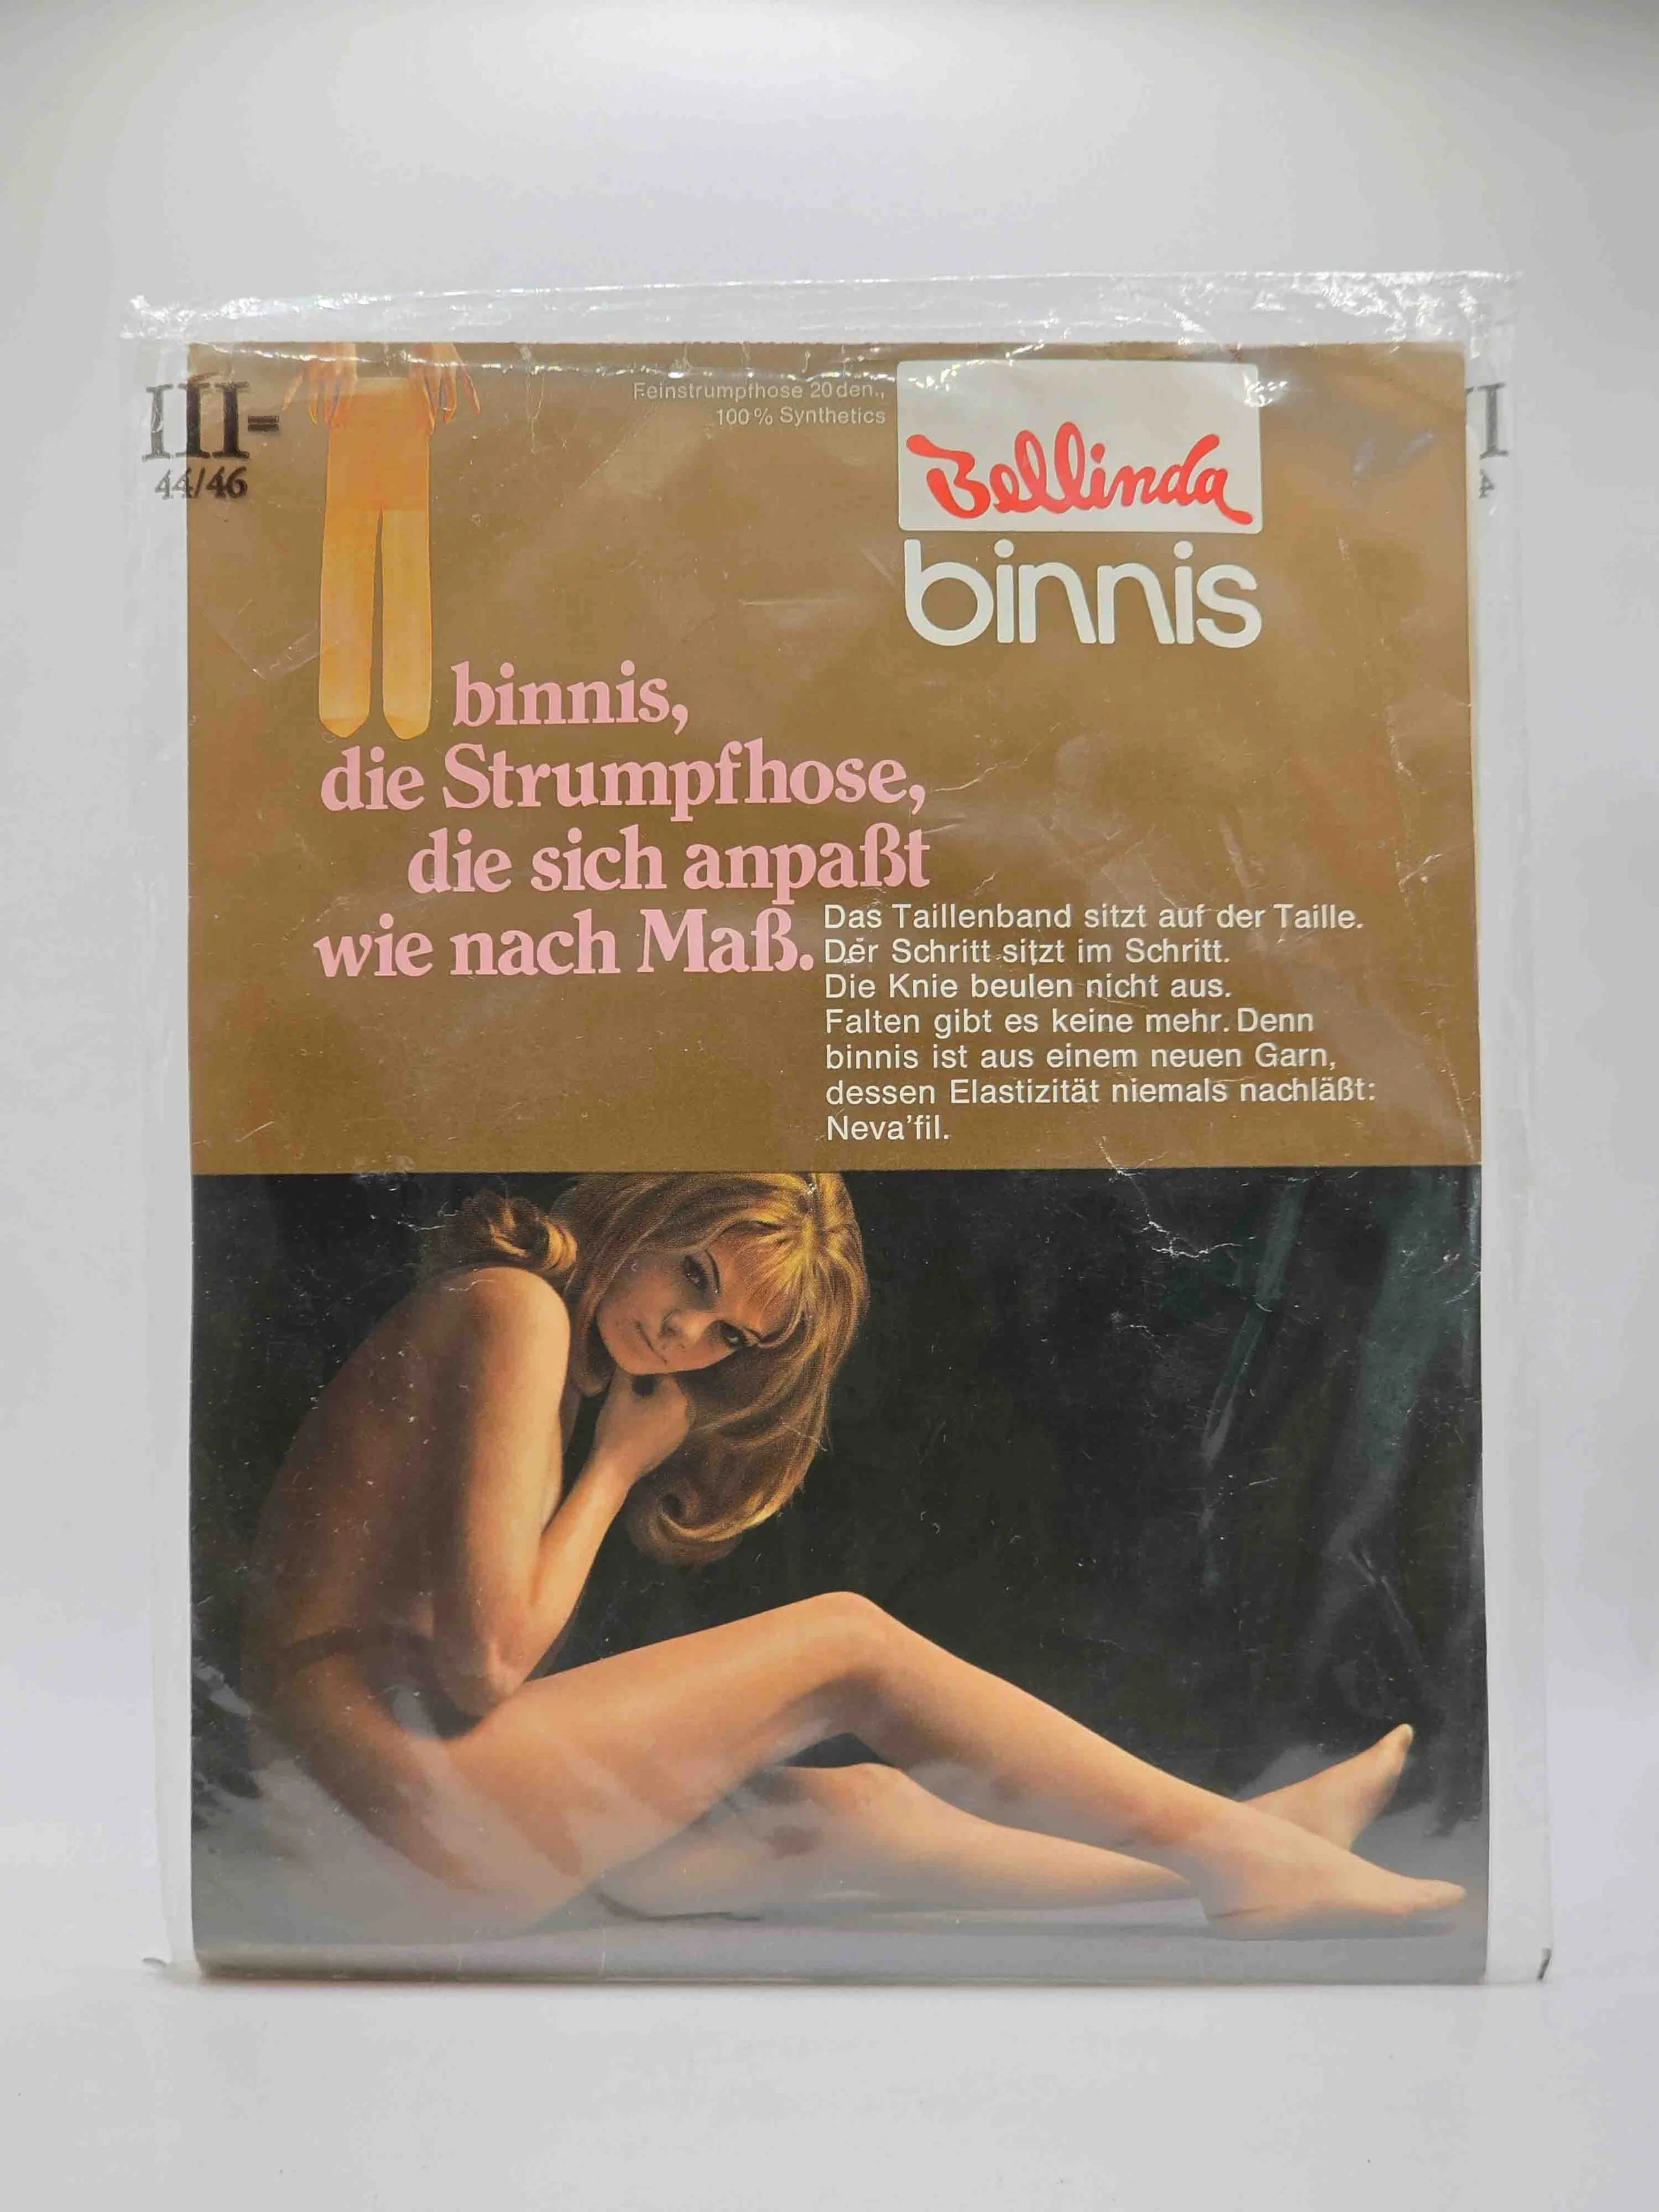 III-
44/46
Feinstrumpfhose 20 den.,
100% Synthetics
Bellinda
binnis
binnis,
die Strumpfhose,
die sich anpaßt
wie nach Maß.
Das Taillenband sitzt auf der Taille.
Der Schritt sitzt im Schritt.
Die Knie beulen nicht aus.
Falten gibt es keine mehr. Denn
binnis ist aus einem neuen Garn,
dessen Elastizität niemals nachläßt:
Neva'fil.
I
4